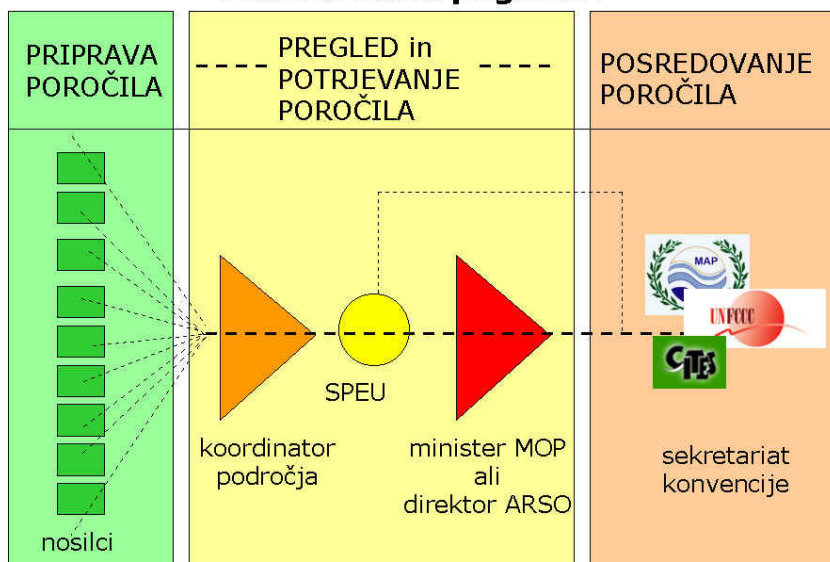 PRIPRAVA
POROČILA
PREGLED in
POTRJEVANJE
POROČILA
POSREDOVANJE
POROČILA
nosilci
koordinator
področja
SPEU
minister MOP
ali
direktor ARSO
MAP
UNFCCC
CITES
sekretariat
konvencije